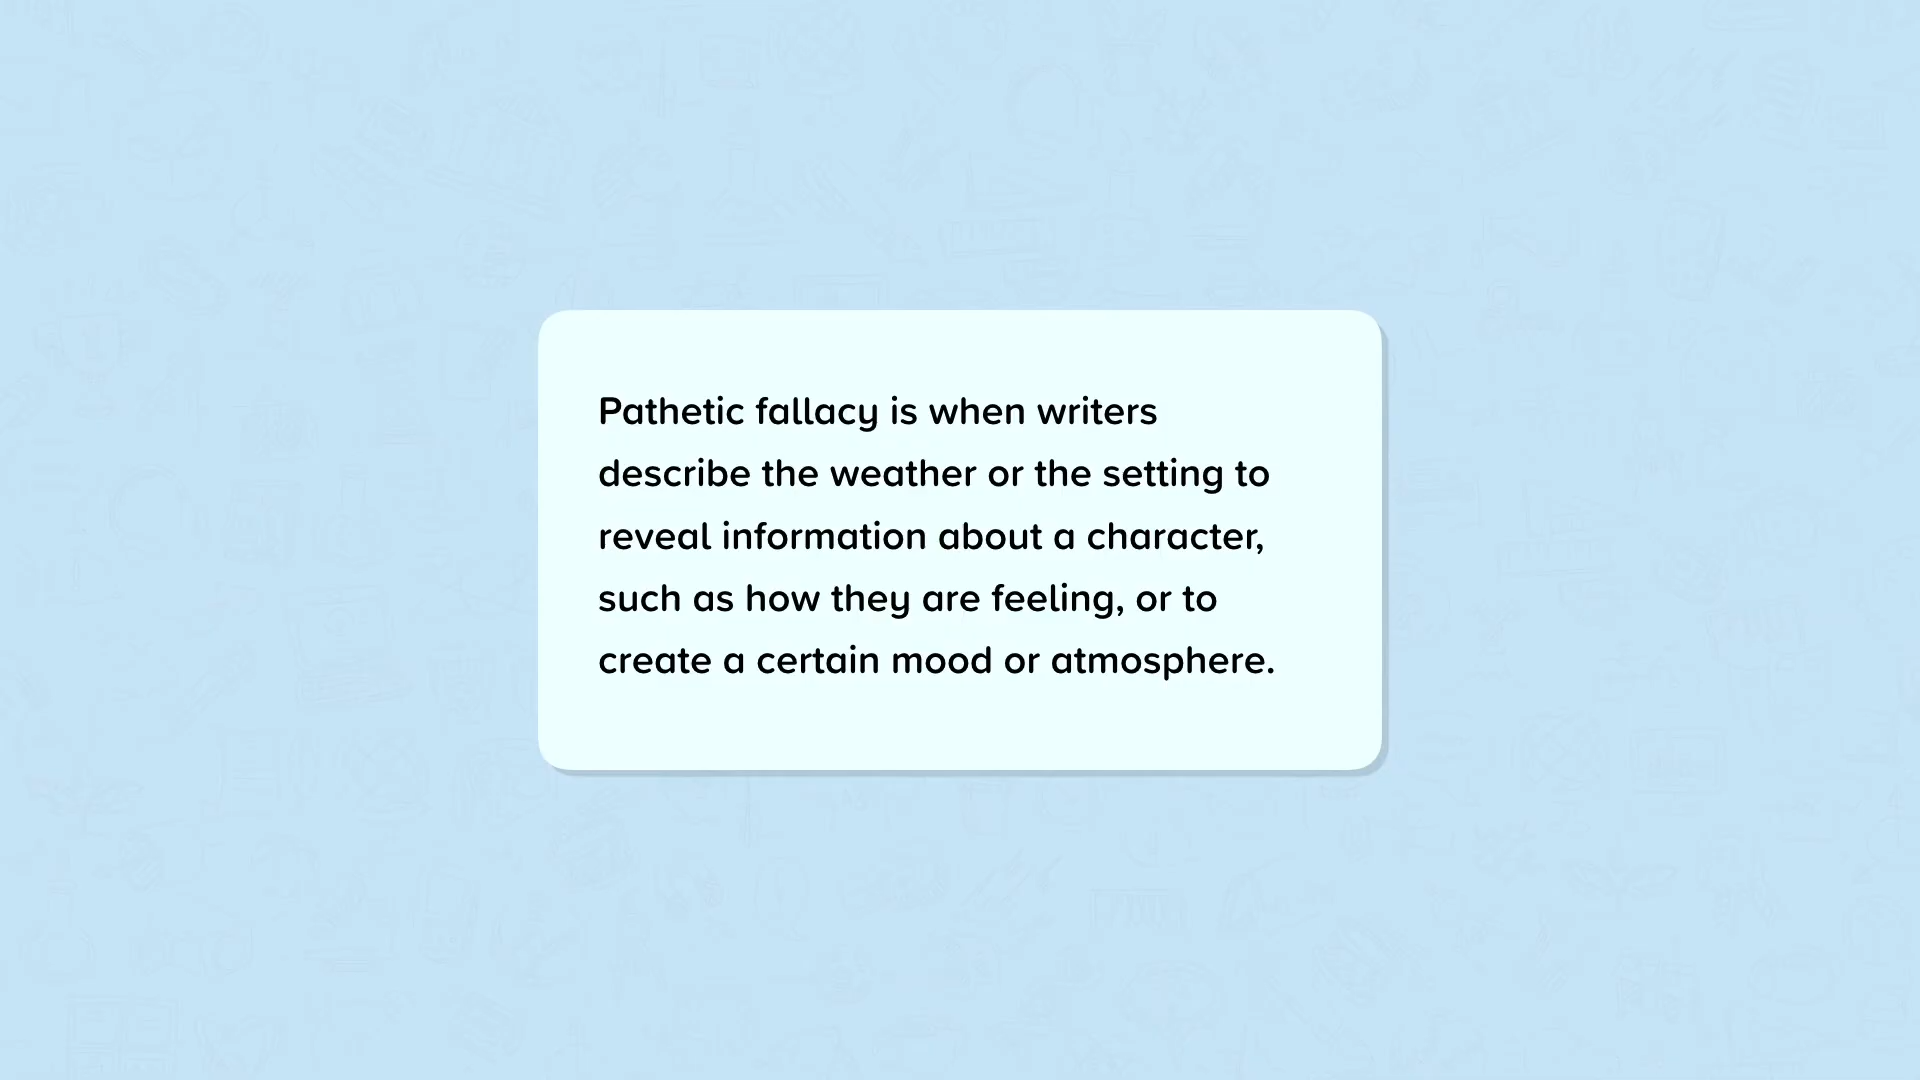 Pathetic fallacy is when writers
describe the weather or the setting to
reveal information about a character,
such as how they are feeling, or to
create a certain mood or atmosphere.